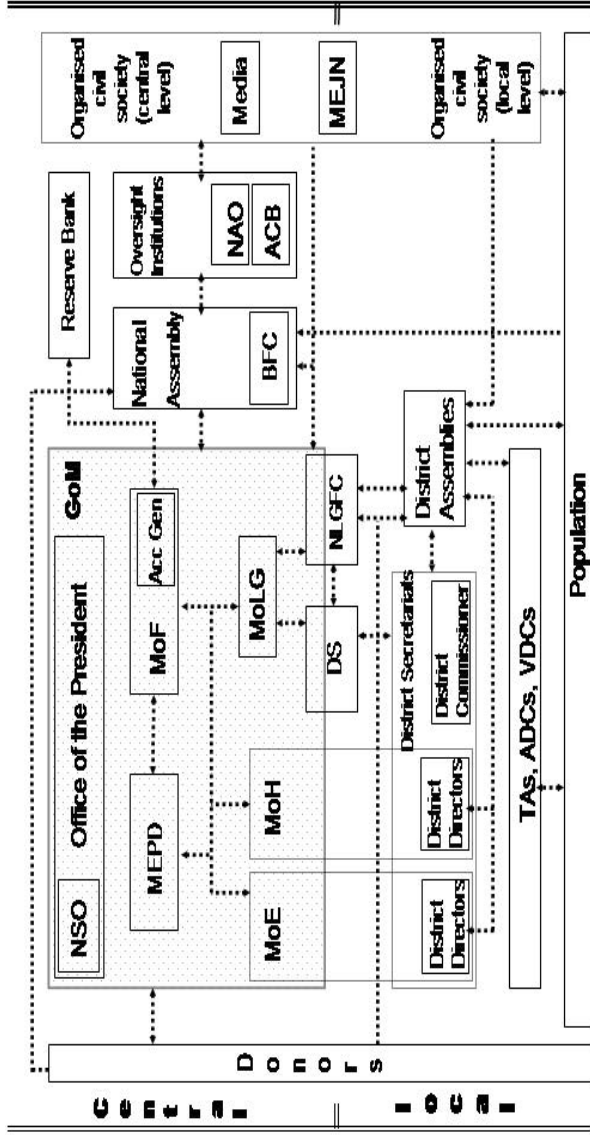 Central
local
Donors
GoM
NSO
Office of the President
MEPD
MoF
Acc Gen
MoE
MoH
MoLG
DS
NLGFC
National
Assembly
BFC
Reserve Bank
Oversight
Institutions
NAO
ACB
Organised
civil
society
(central
level)
Media
MEJN
Organised
civil
society
(local
level)
District Secretariats
District
Directors
District
Directors
District
Commissioner
District
Assemblies
TAs, ADCs, VDCs
Population